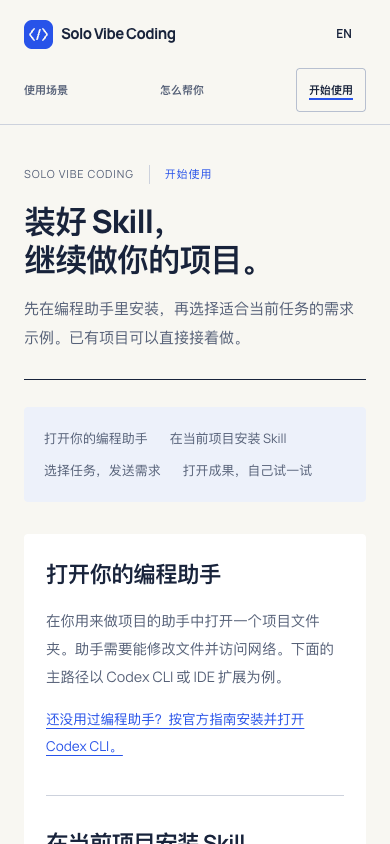 Solo Vibe Coding
EN
使用场景
怎么帮你
开始使用
SOLO VIBE CODING
开始使用
装好 Skill，
继续做你的项目。
先在编程助手里安装，再选择适合当前任务的需求
示例。已有项目可以直接接着做。
打开你的编程助手
在当前项目安装 Skill
选择任务，发送需求
打开成果，自己试一试
打开你的编程助手
在你用来做项目的助手中打开一个项目文件
夹。助手需要能修改文件并访问网络。下面的
主路径以 Codex CLI 或 IDE 扩展为例。
还没用过编程助手？按官方指南安装并打开
Codex CLI。
在当前项目安装 Skill